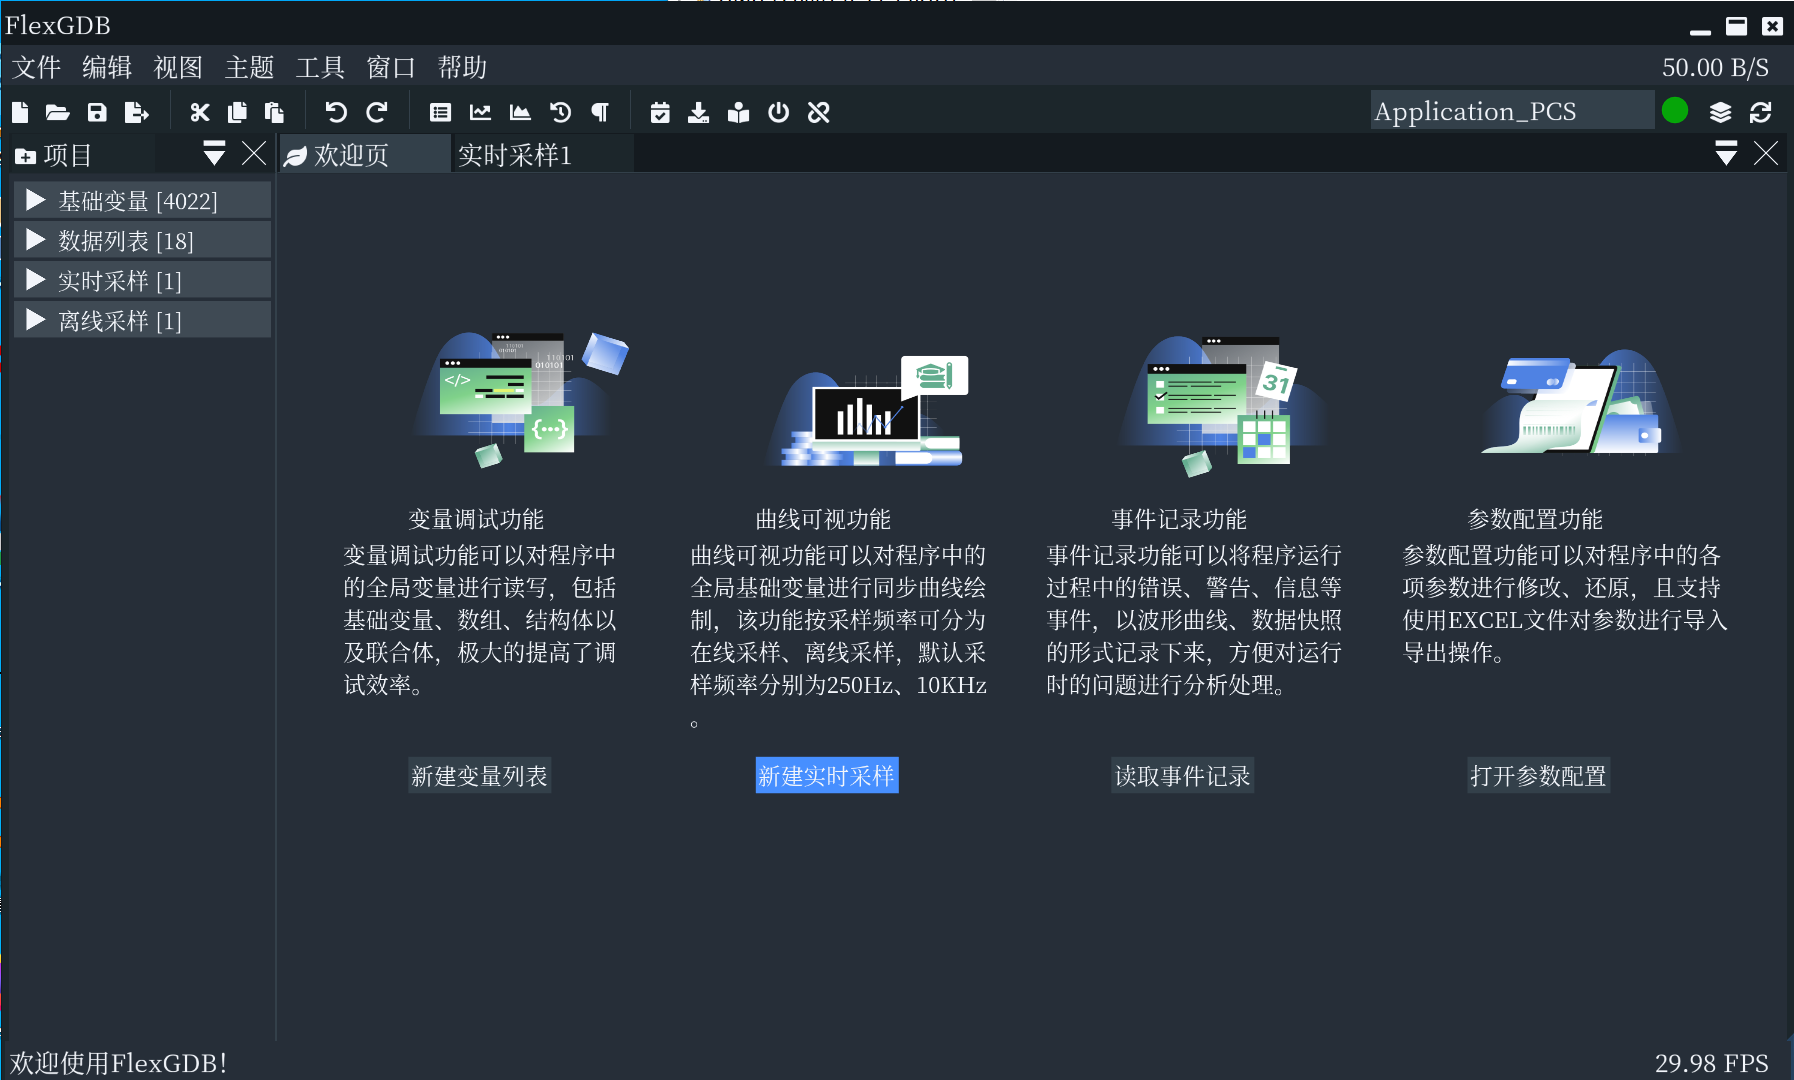 FlexGDB
文件 编辑 视图 主题 工具 窗口 帮助
50.00 B/S
Application_PCS
项目
欢迎页
实时采样1
基础变量 [4022]
数据列表 [18]
实时采样 [1]
离线采样 [1]
110101
010101
110101
010101
</>
{...}
31
变量调试功能
变量调试功能可以对程序中
的全局变量进行读写，包括
基础变量、数组、结构体以
及联合体，极大的提高了调
试效率。
新建变量列表
曲线可视功能
曲线可视功能可以对程序中的
全局基础变量进行同步曲线绘
制，该功能按采样频率可分为
在线采样、离线采样，默认采
样频率分别为250Hz、10KHz
。
新建实时采样
事件记录功能
事件记录功能可以将程序运行
过程中的错误、警告、信息等
事件，以波形曲线、数据快照
的形式记录下来，方便对运行
时的问题进行分析处理。
读取事件记录
参数配置功能
参数配置功能可以对程序中的各
项参数进行修改、还原，且支持
使用EXCEL文件对参数进行导入
导出操作。
打开参数配置
欢迎使用FlexGDB!
29.98 FPS